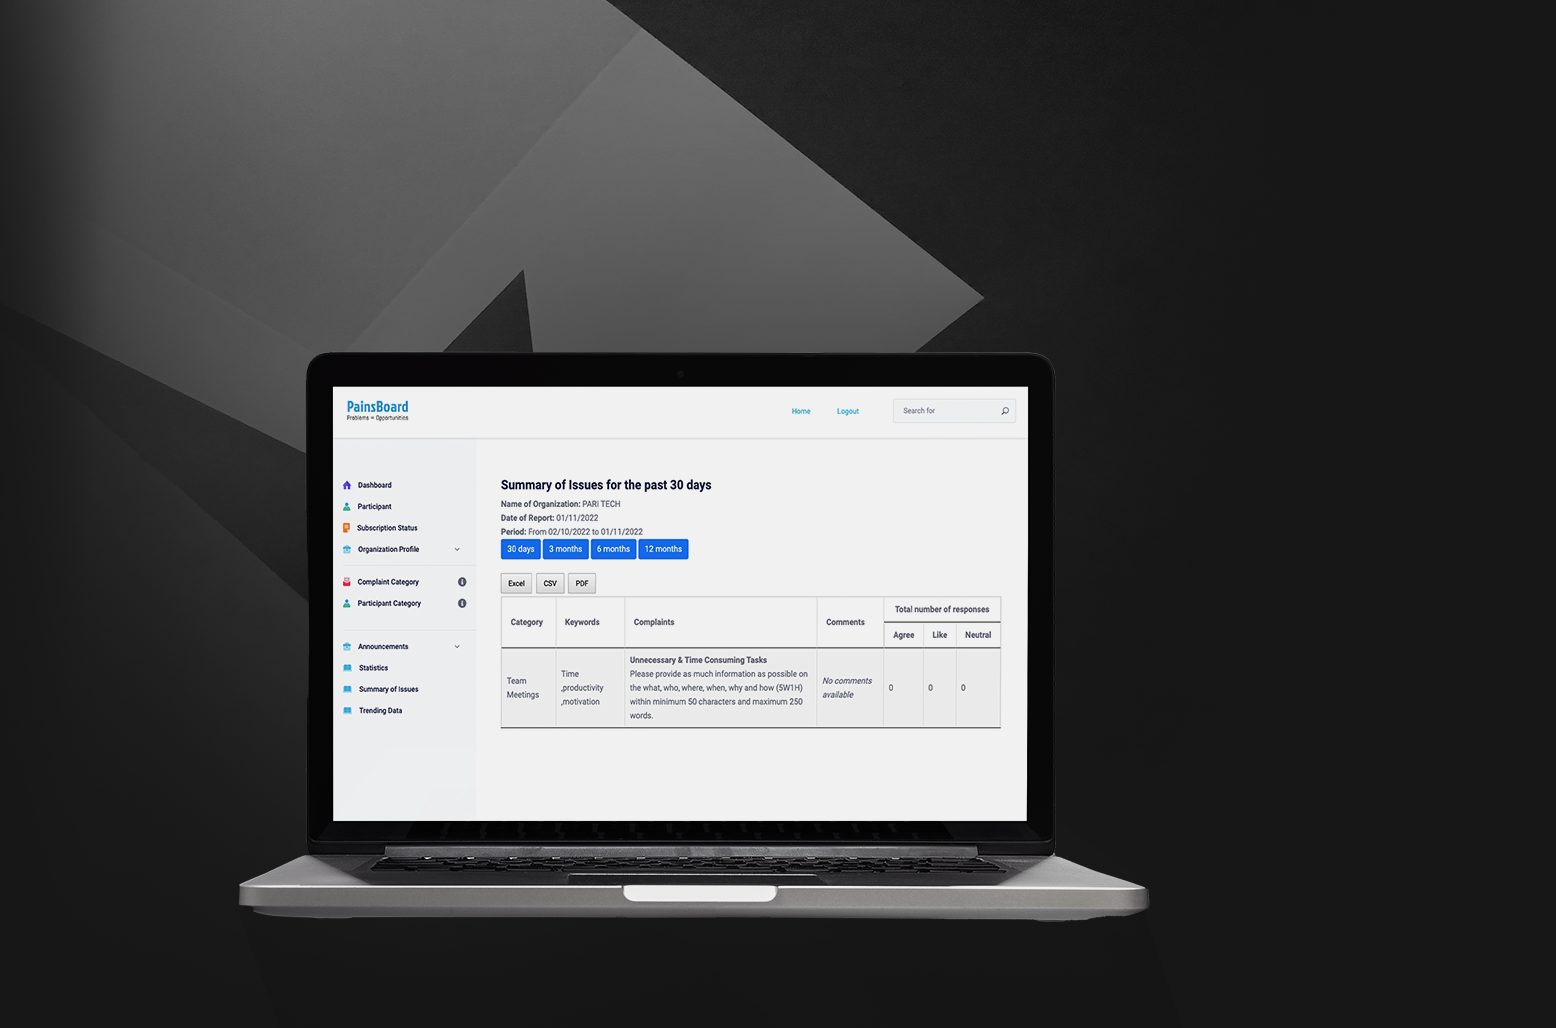 PainsBoard
Problems = Opportunities
Home
Logout
Search for
Dashboard
Participant
Subscription Status
Organization Profile
Complaint Category
Participant Category
Announcements
Statistics
Summary of Issues
Trending Data
Summary of Issues for the past 30 days
Name of Organization: PARI TECH
Date of Report: 01/11/2022
Period: From 02/10/2022 to 01/11/2022
30 days
3 months
6 months
12 months
Excel
CSV
PDF
Category
Keywords
Complaints
Comments
Total number of responses
Agree
Like
Neutral
Team
Meetings
Time
,productivity
,motivation
Unnecessary & Time Consuming Tasks
Please provide as much information as possible on
the what, who, where, when, why and how (5W1H)
within minimum 50 characters and maximum 250
words.
No comments
available
0
0
0